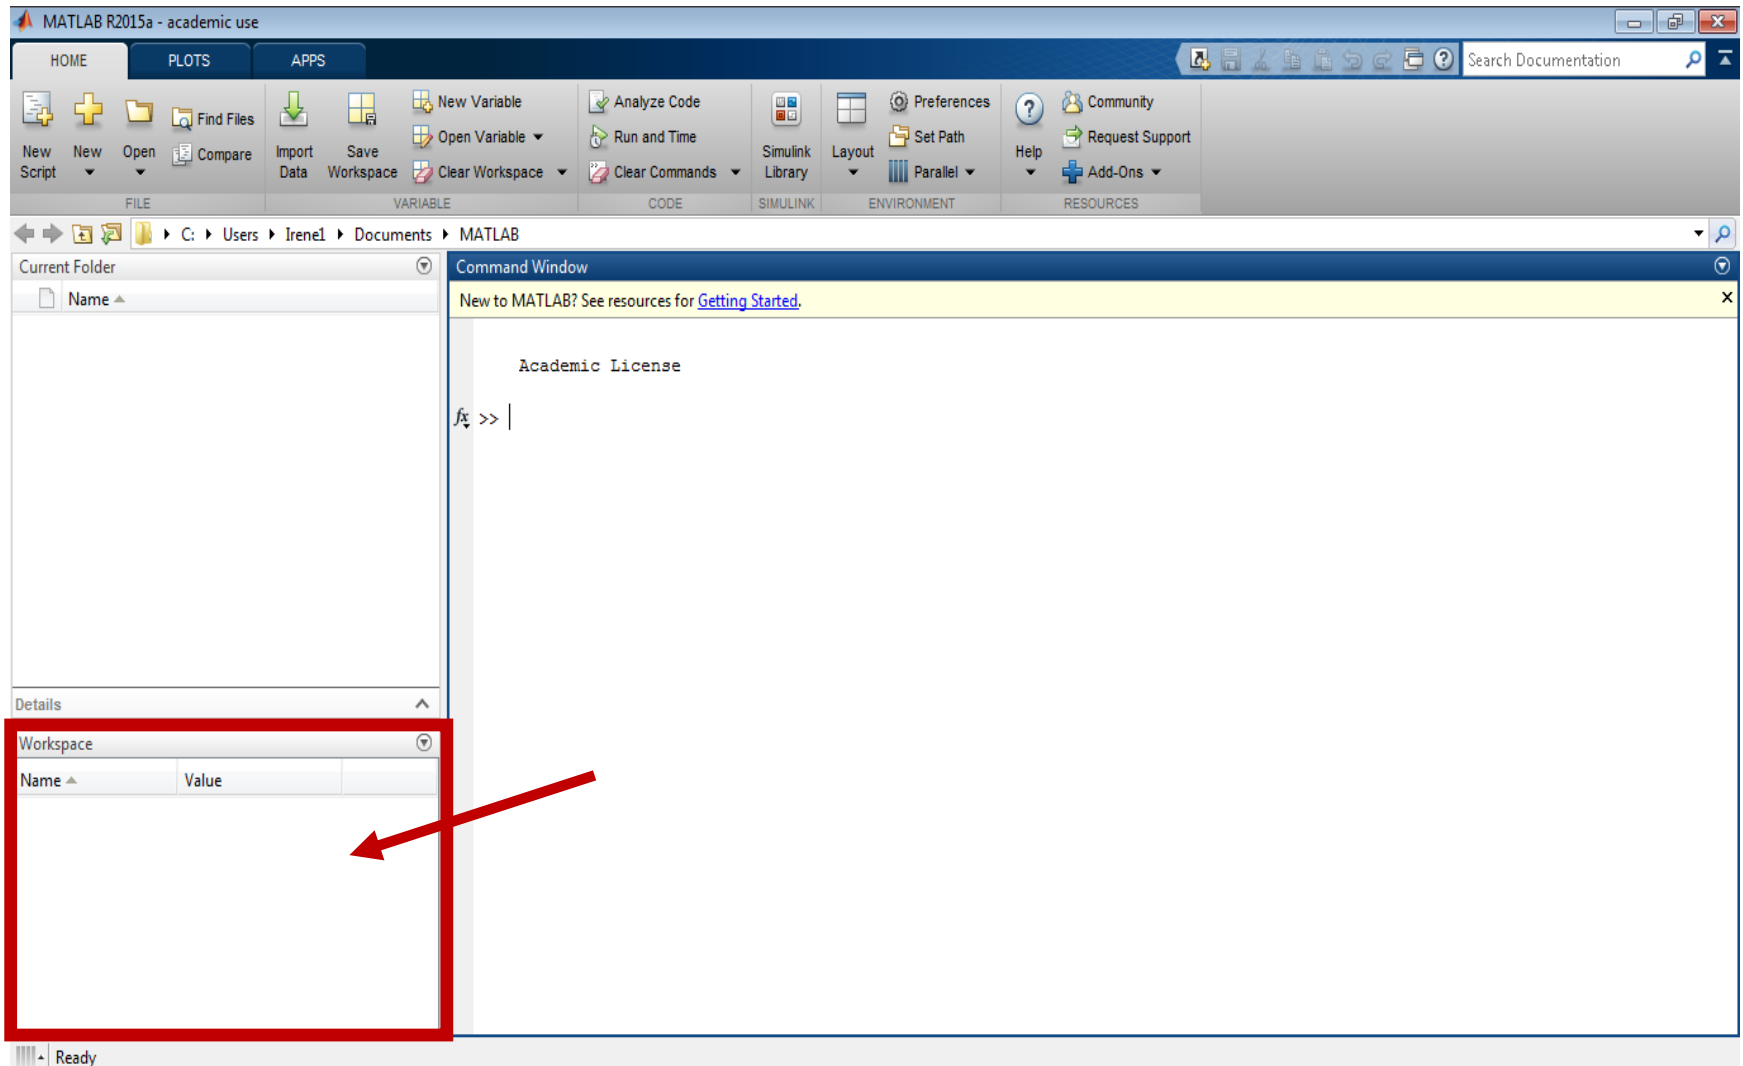 MATLAB R2015a - academic use
HOME PLOTS APPS
Search Documentation
New Script
New
Open
Find Files
Compare
FILE
Import Data
Save Workspace
New Variable
Open Variable
Clear Workspace
VARIABLE
Analyze Code
Run and Time
Clear Commands
CODE
Simulink Library
SIMULINK
Layout
Preferences
Set Path
Parallel
ENVIRONMENT
Help
Community
Request Support
Add-Ons
RESOURCES
C: Users Irene1 Documents MATLAB
Current Folder
Name
Details
Workspace
Name Value
Command Window
New to MATLAB? See resources for Getting Started.
Academic License
fx >>
Ready